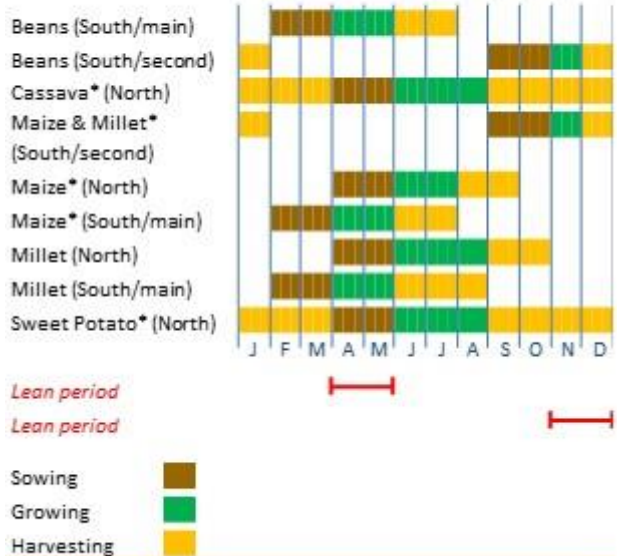 Beans (South/main)
Beans (South/second)
Cassava* (North)
Maize & Millet*
(South/second)
Maize* (North)
Maize* (South/main)
Millet (North)
Millet (South/main)
Sweet Potato* (North)
J F M A M J J A S O N D
Lean period
Lean period
Sowing
Growing
Harvesting